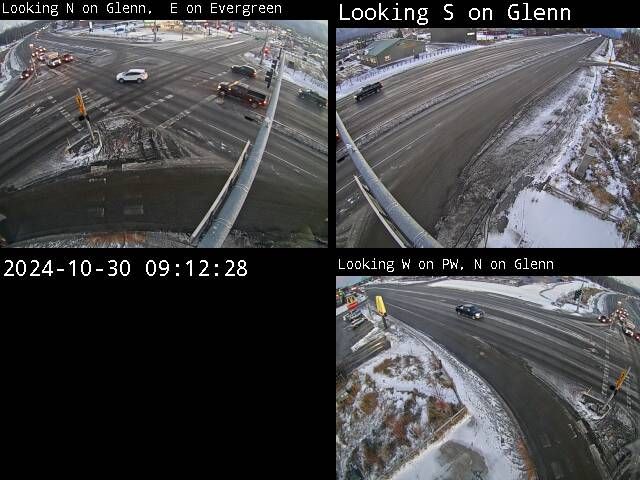 Looking N on Glenn, E on Evergreen
Looking S on Glenn
2024-10-30 09:12:28
Looking W on PW, N on Glenn